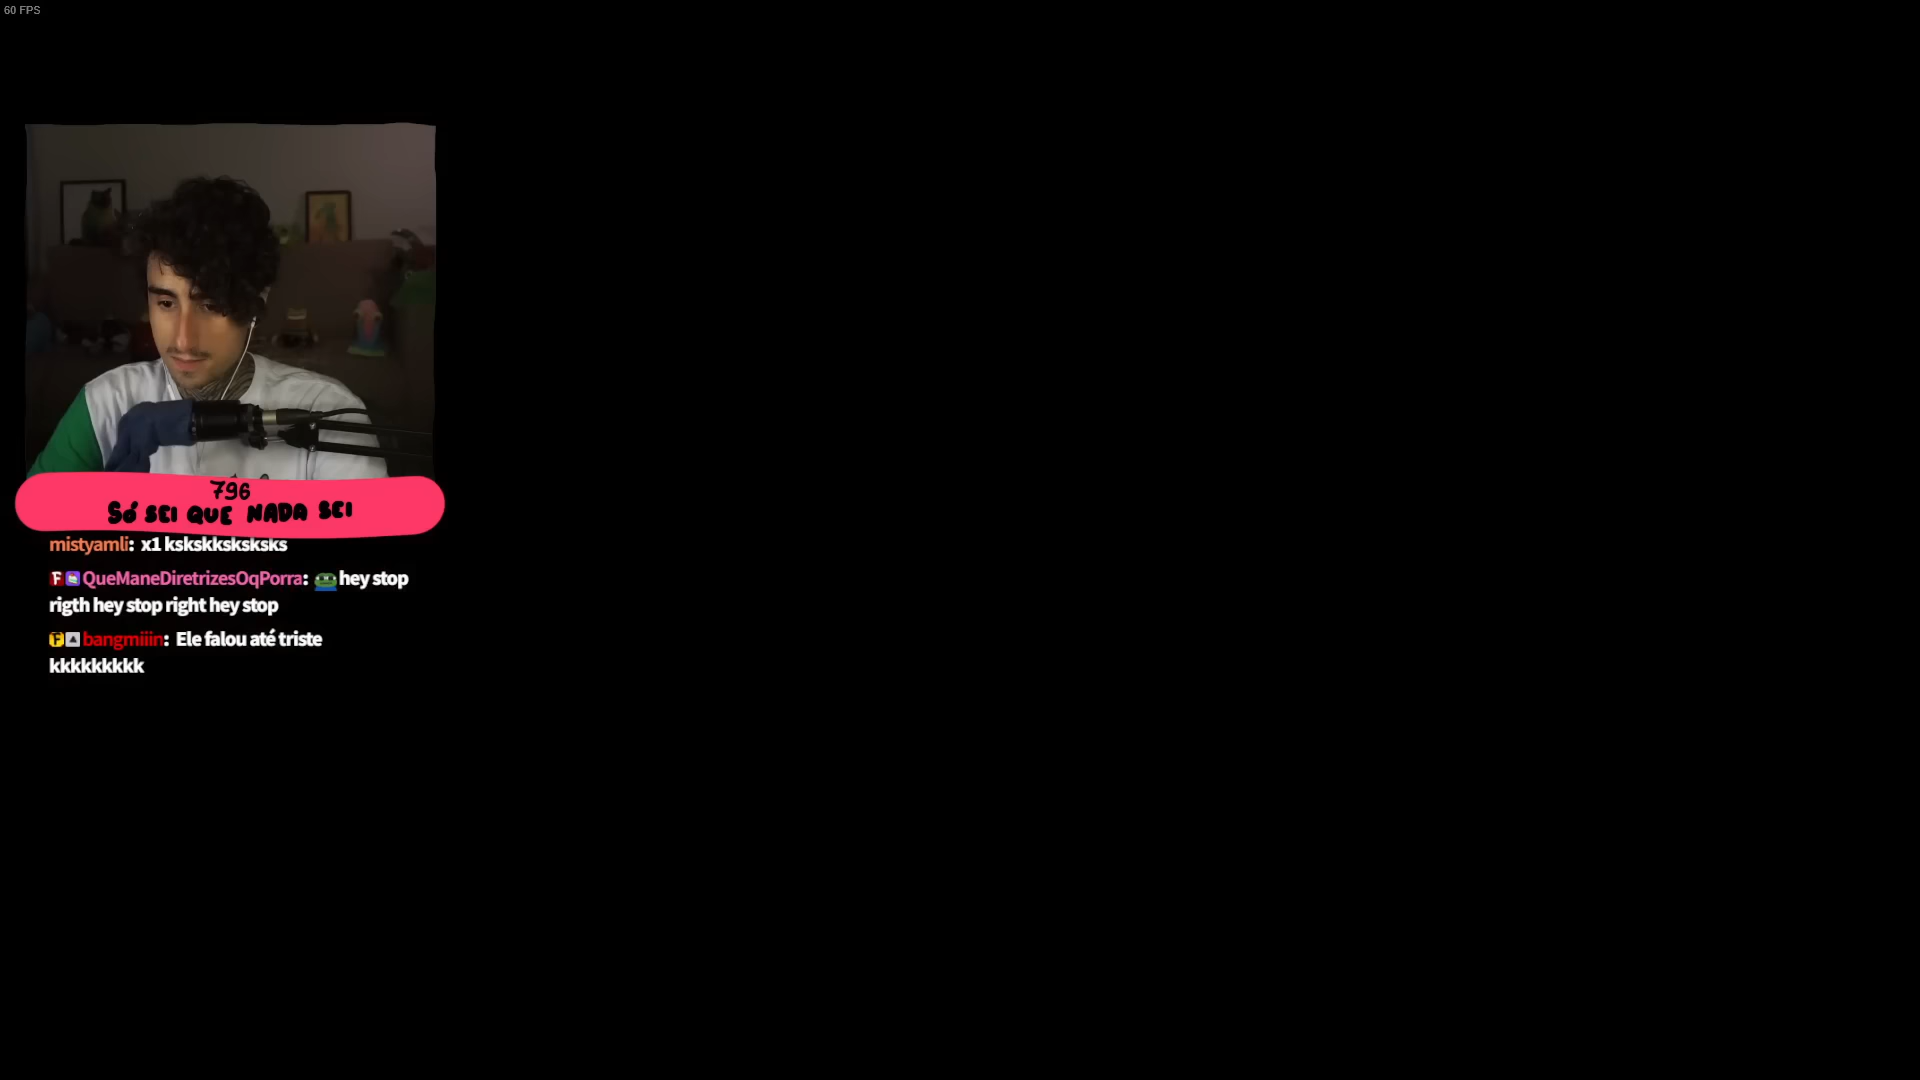 60 FPS
796
Só SEI QUE NADA SEI
mistyamli: x1 kskskksksksks
F QueManeDiretrizesOqPorra: hey stop
rigth hey stop right hey stop
F bangmiiin: Ele falou até triste
kkkkkkkkk